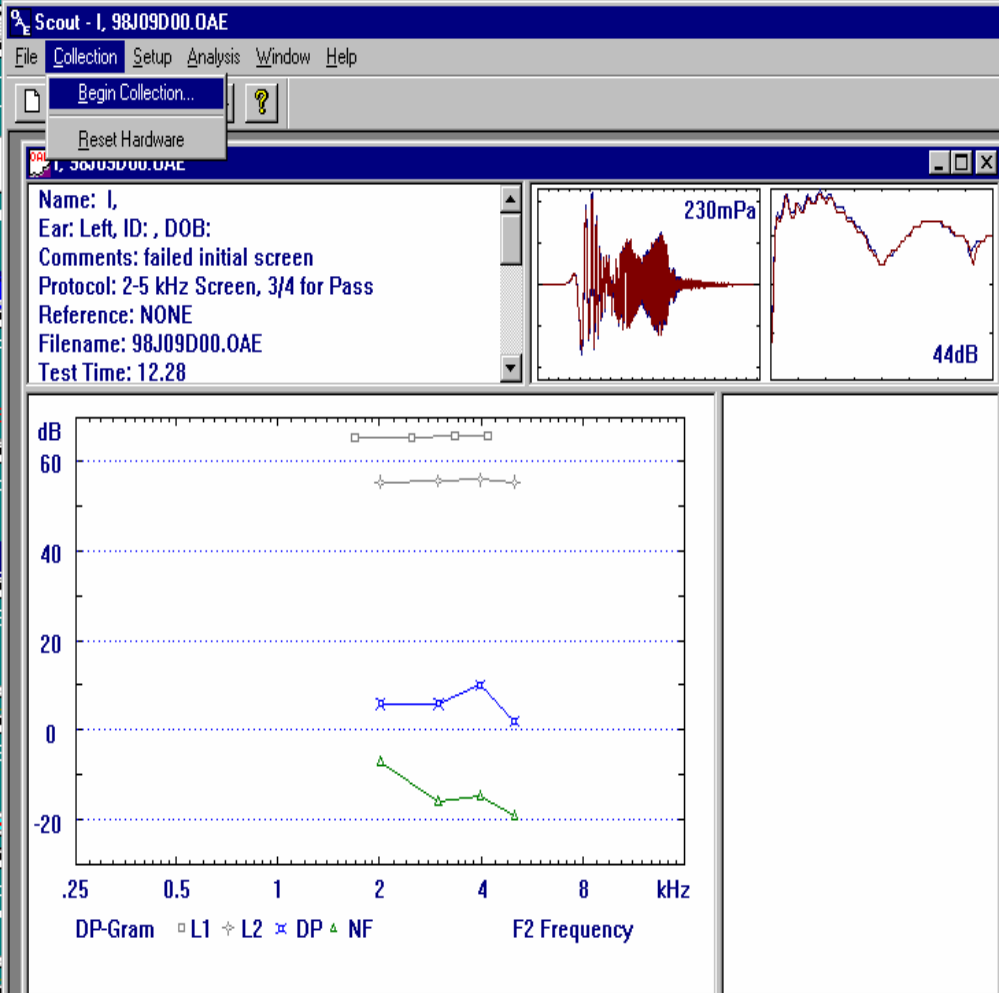 Scout - I, 98J09D00.OAE
File Collection Setup Analysis Window Help
Begin Collection...
Reset Hardware
I, 98J09D00.OAE
Name: I,
Ear: Left, ID: , DOB:
Comments: failed initial screen
Protocol: 2-5 kHz Screen, 3/4 for Pass
Reference: NONE
Filename: 98J09D00.OAE
Test Time: 12.28
230mPa
44dB
dB
60
40
20
0
-20
.25 0.5 1 2 4 8 kHz
DP-Gram L1 L2 DP NF F2 Frequency